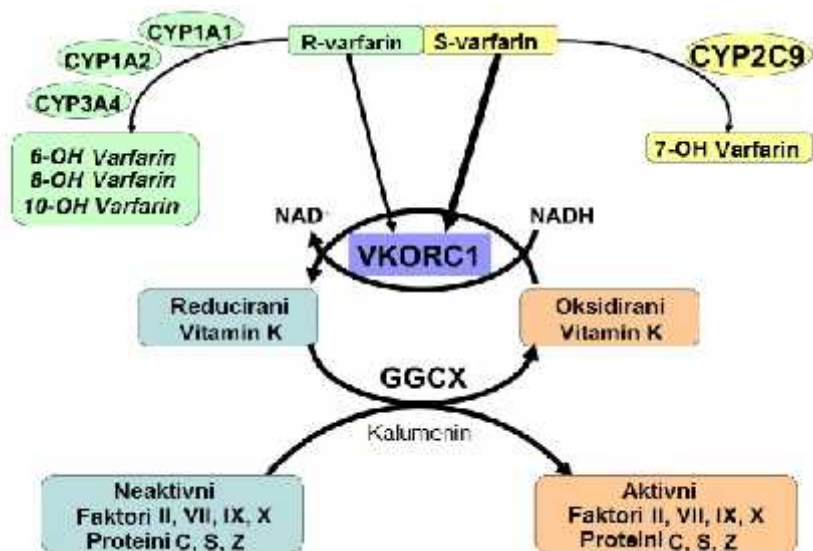 CYP1A1
CYP1A2
CYP3A4
R-varfarin
S-varfarin
CYP2C9
6-OH Varfarin
8-OH Varfarin
10-OH Varfarin
7-OH Varfarin
NAD
NADH
VKORC1
Reducirani
Vitamin K
Oksidirani
Vitamin K
GGCX
Kalumenin
Neaktivni
Faktori II, VII, IX, X
Proteini C, S, Z
Aktivni
Faktori II, VII, IX, X
Proteini C, S, Z